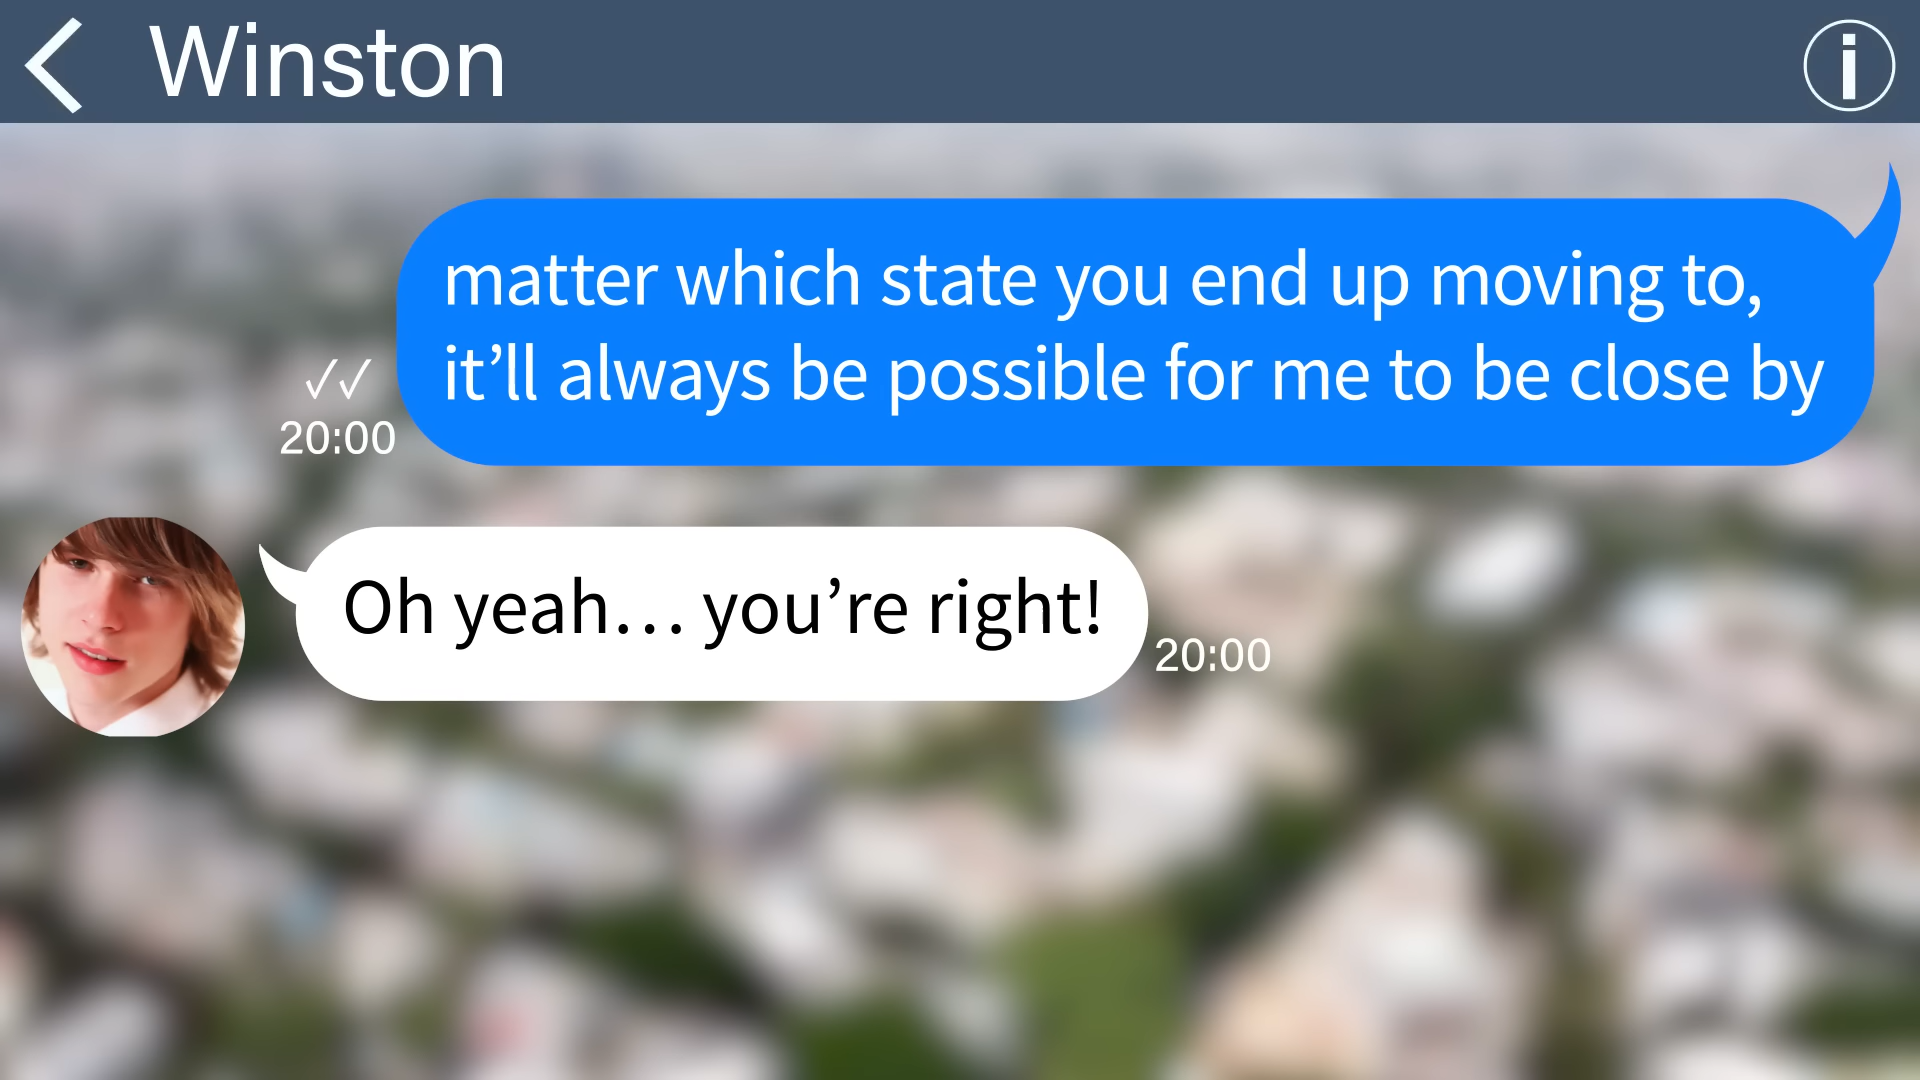 Winston
matter which state you end up moving to,
it’ll always be possible for me to be close by
20:00
Oh yeah… you’re right!
20:00